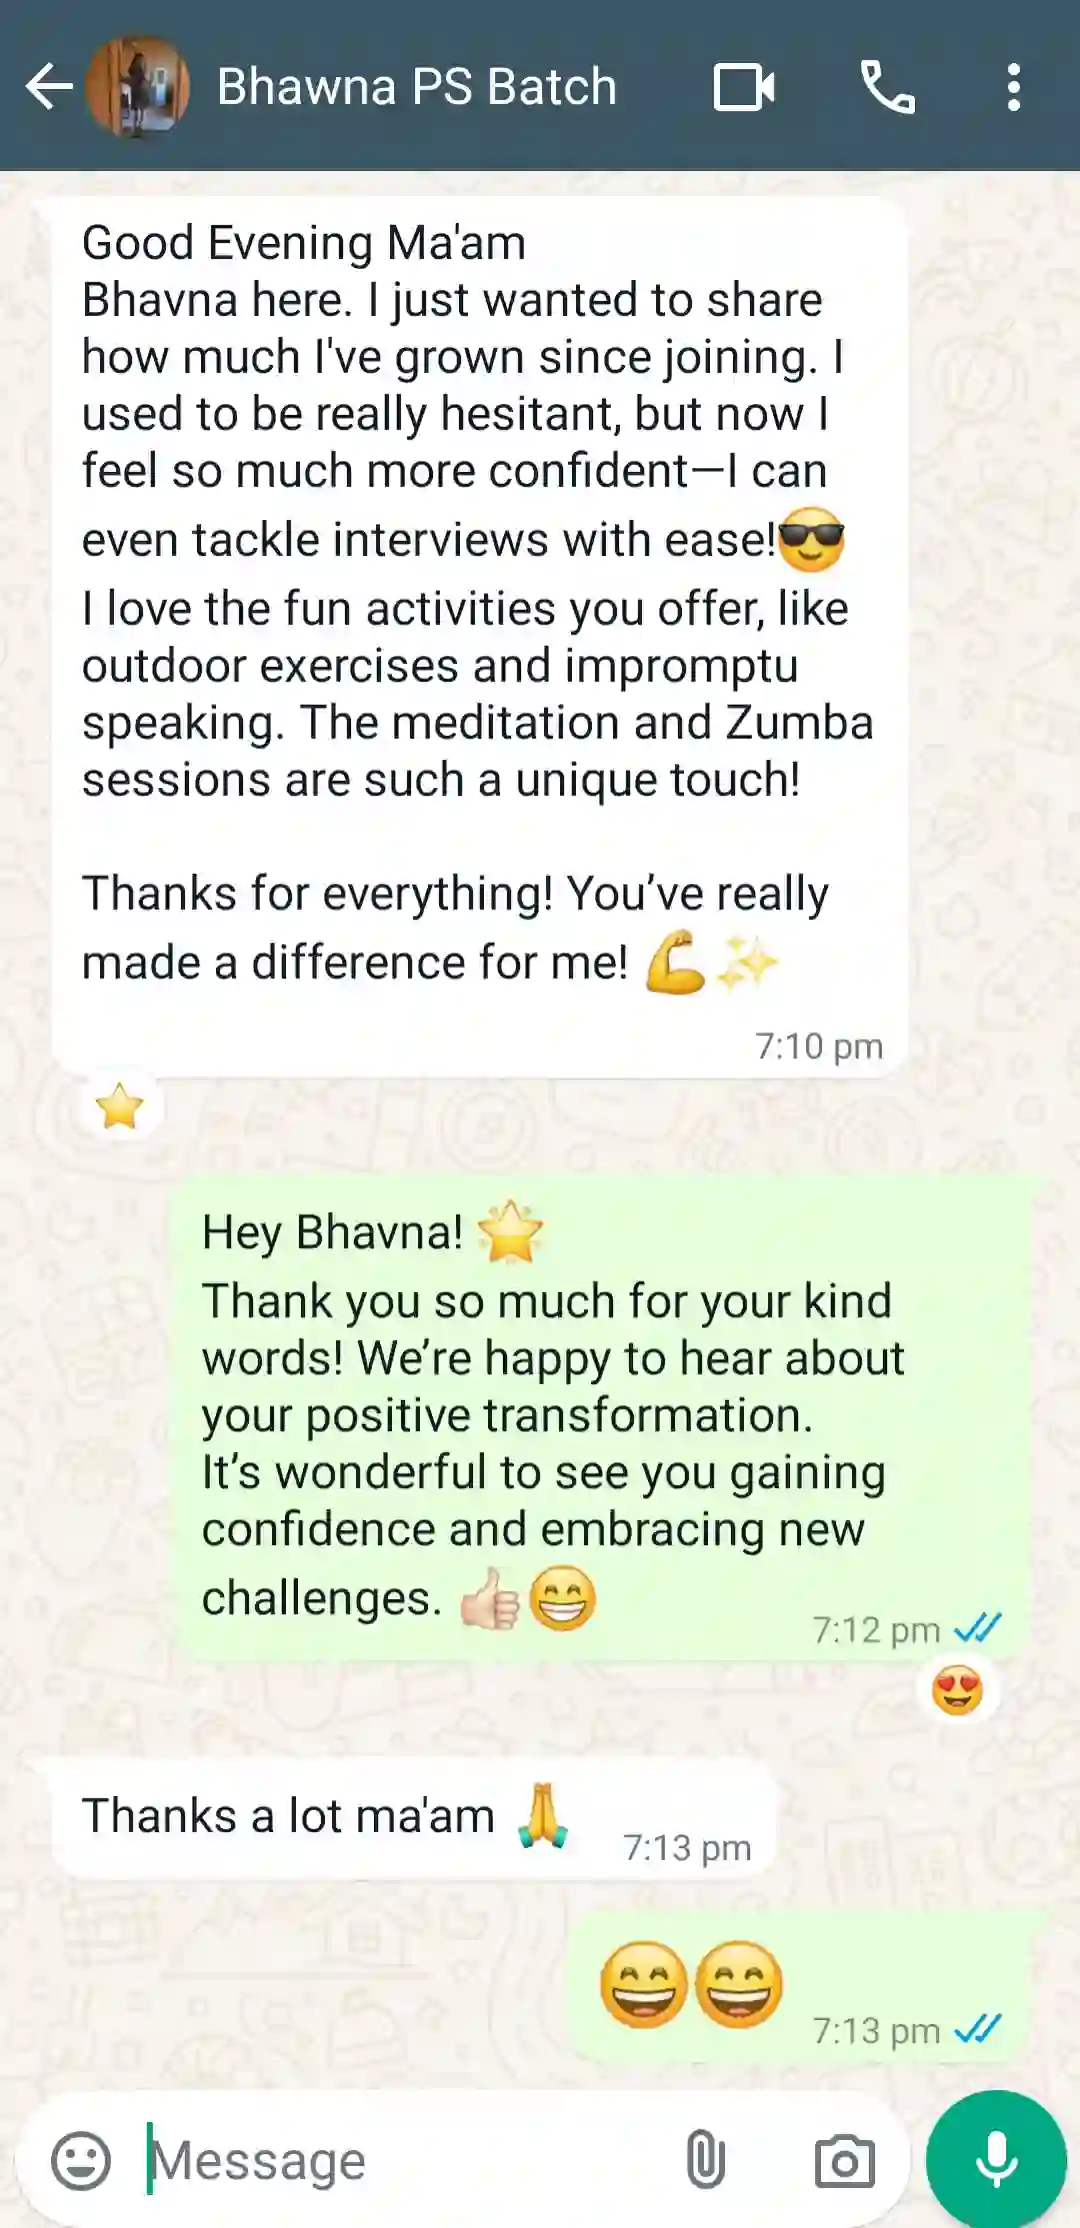 Bhawna PS Batch
Good Evening Ma'am
Bhavna here. I just wanted to share
how much I've grown since joining. I
used to be really hesitant, but now I
feel so much more confident—I can
even tackle interviews with ease!😎
I love the fun activities you offer, like
outdoor exercises and impromptu
speaking. The meditation and Zumba
sessions are such a unique touch!
Thanks for everything! You’ve really
made a difference for me! 💪✨
7:10 pm
⭐
Hey Bhavna! 🌟
Thank you so much for your kind
words! We’re happy to hear about
your positive transformation.
It’s wonderful to see you gaining
confidence and embracing new
challenges. 👍🏻😁
7:12 pm
😍
Thanks a lot ma'am 🙏
7:13 pm
😄😄
7:13 pm
Message